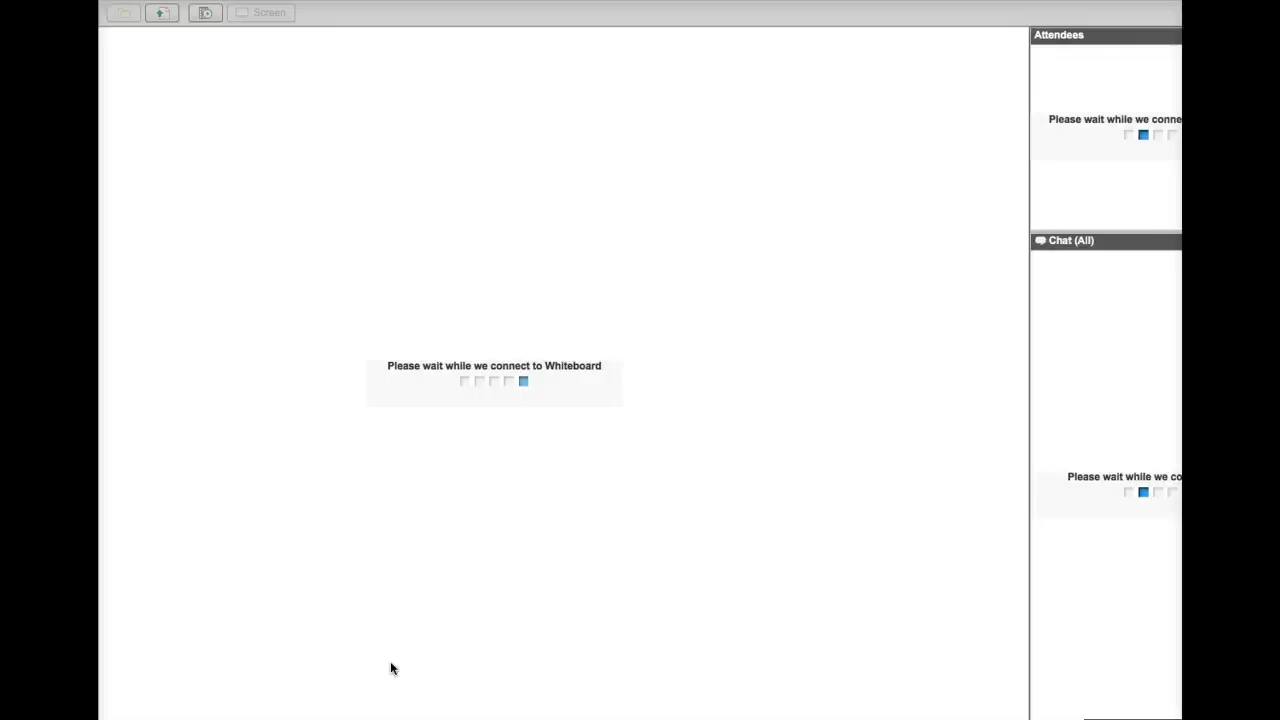 Screen
Attendees
Please wait while we conne
Chat (All)
Please wait while we connect to Whiteboard
Please wait while we co